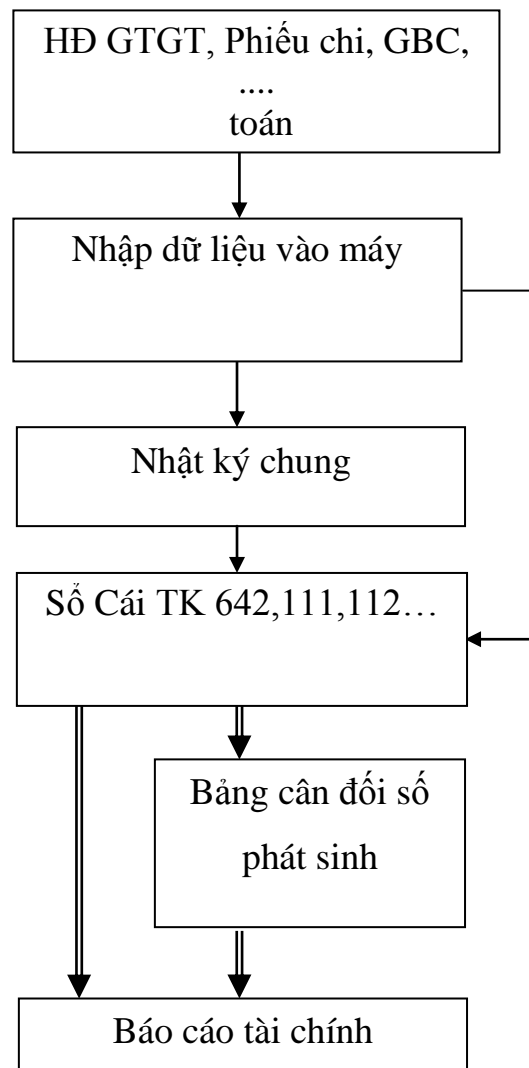 HĐ GTGT, Phiếu chi, GBC,
....
toán
Nhập dữ liệu vào máy
Nhật ký chung
Sổ Cái TK 642,111,112…
Bảng cân đối số
phát sinh
Báo cáo tài chính